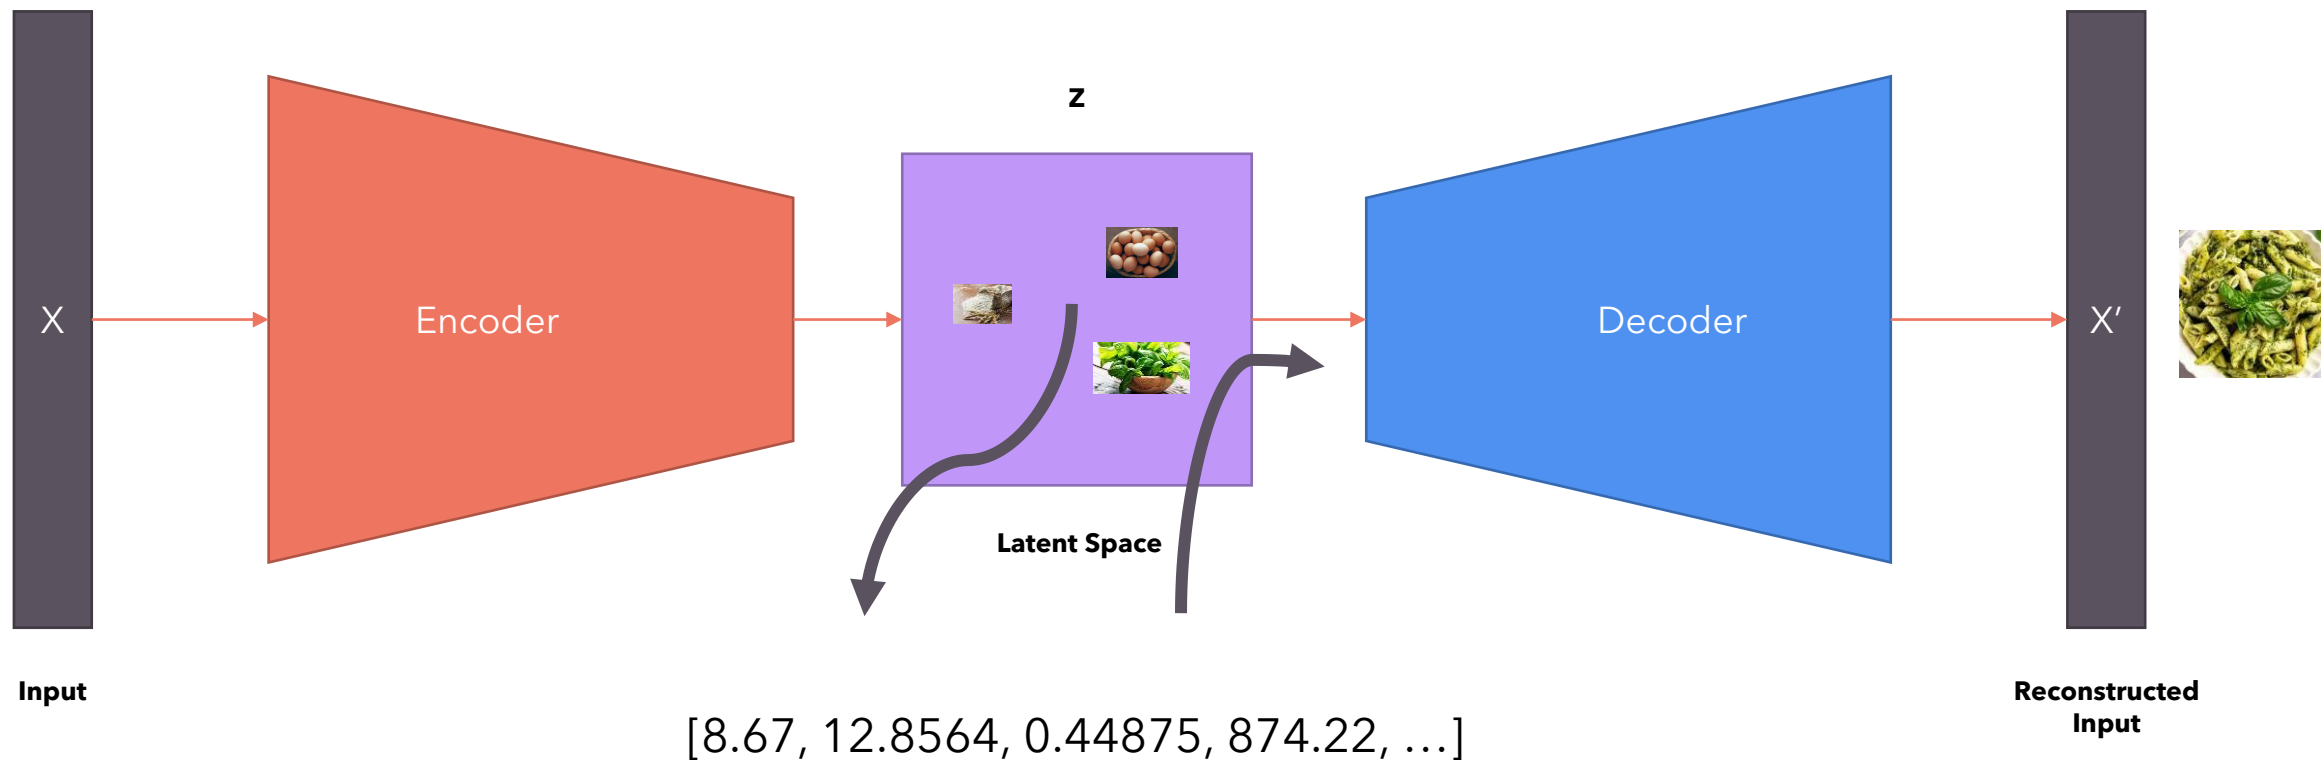 z
X
Encoder
Decoder
X’
Latent Space
Input
Reconstructed
Input
[8.67, 12.8564, 0.44875, 874.22, …]